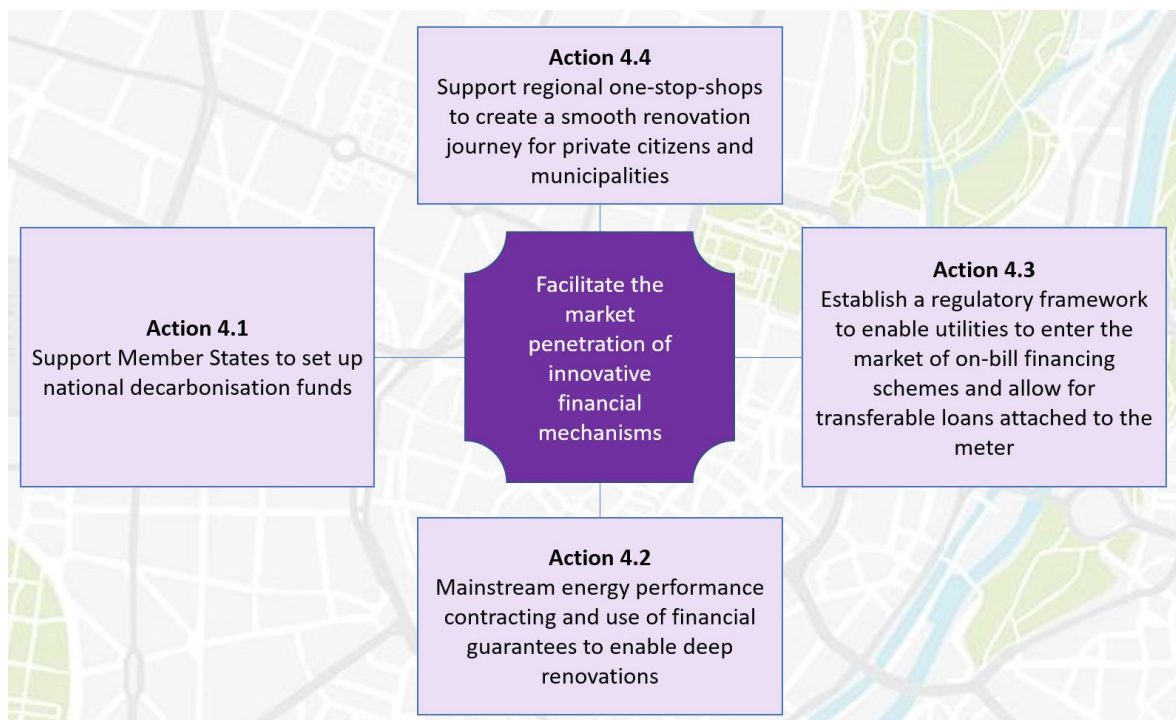 Action 4.4
Support regional one-stop-shops
to create a smooth renovation
journey for private citizens and
municipalities
Action 4.1
Support Member States to set up
national decarbonisation funds
Facilitate the
market
penetration of
innovative
financial
mechanisms
Action 4.3
Establish a regulatory framework
to enable utilities to enter the
market of on-bill financing
schemes and allow for
transferable loans attached to the
meter
Action 4.2
Mainstream energy performance
contracting and use of financial
guarantees to enable deep
renovations